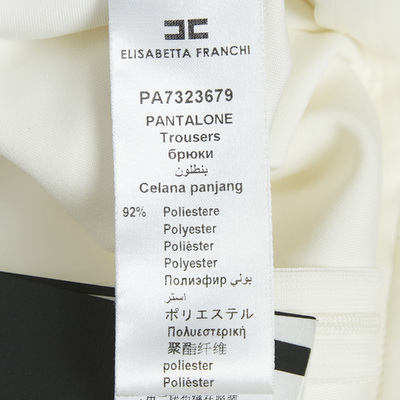 ELISABETTA FRANCHI
PA7323679
PANTALONE
Trousers
брюки
بنطلون
Celana panjang
92% Poliestere
Polyester
Poliéster
Polyester
Полиэфир بولي
استر
ポリエステル
Πολυεστερική
聚酯纤维
poliester
Poliéster